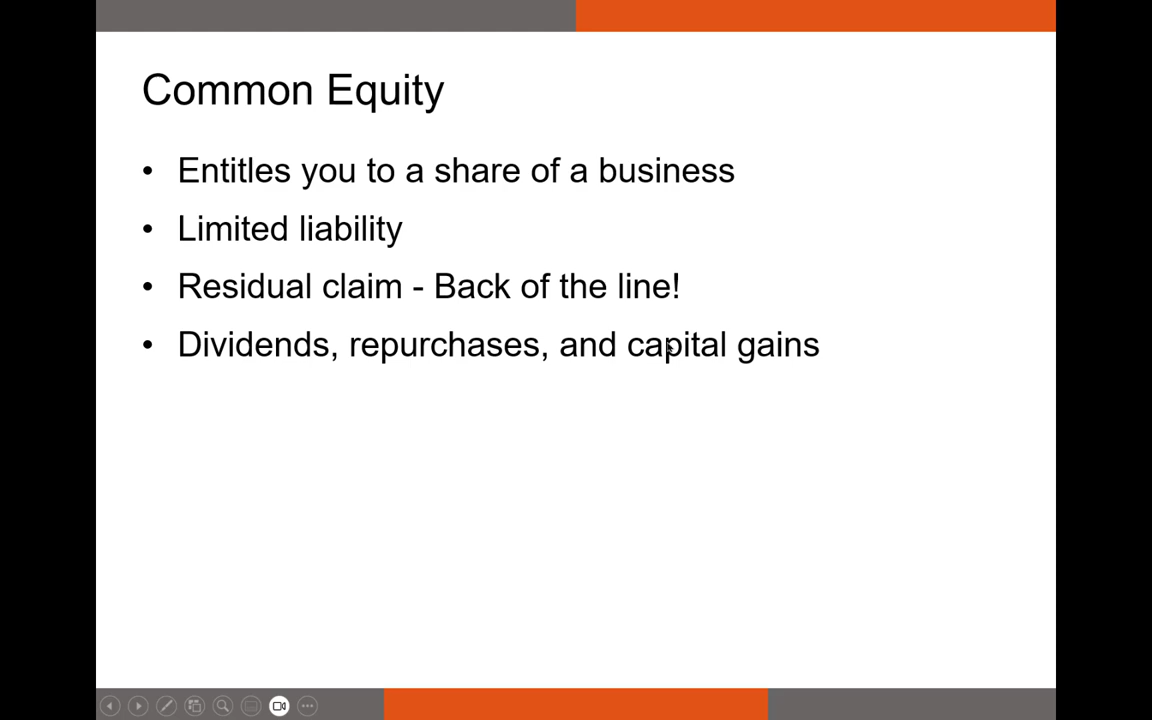 Common Equity
• Entitles you to a share of a business
• Limited liability
• Residual claim - Back of the line!
• Dividends, repurchases, and capital gains